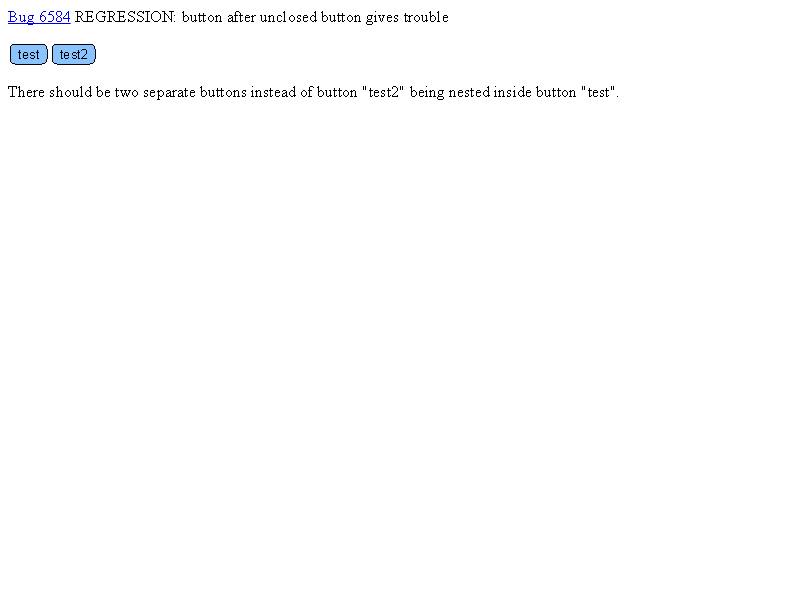 Bug 6584 REGRESSION: button after unclosed button gives trouble
test test2
There should be two separate buttons instead of button "test2" being nested inside button "test".